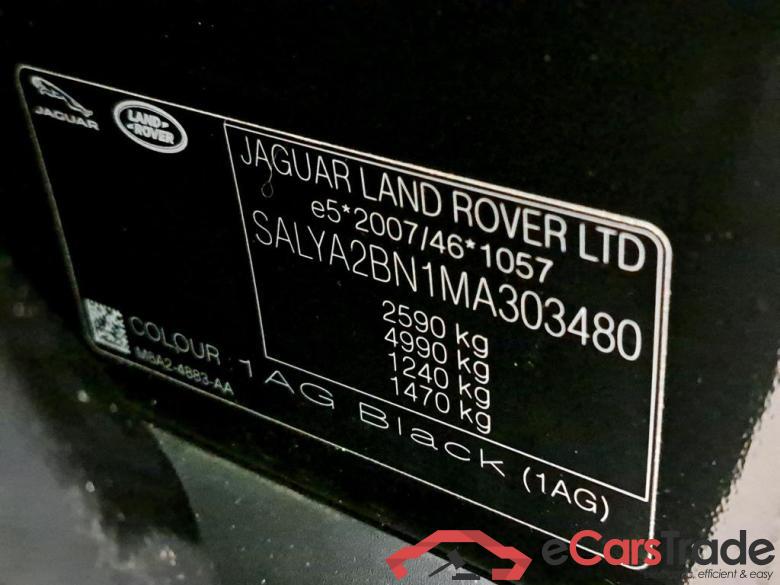 JAGUAR
LAND ROVER
JAGUAR LAND ROVER LTD
e5*2007/46*1057
SALYA2BN1MA303480
2590 kg
4990 kg
1240 kg
1470 kg
COLOUR 1AG Black (1AG)
M8A2-4883-AA
eCarsTrade
efficient & easy